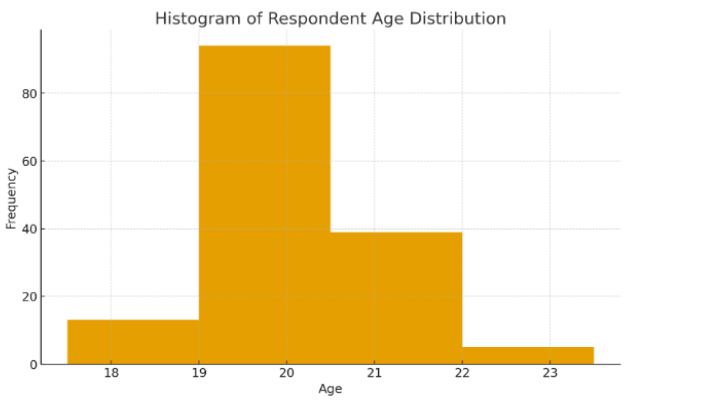 Histogram of Respondent Age Distribution
80
60
40
20
0
Frequency
18 19 20 21 22 23
Age